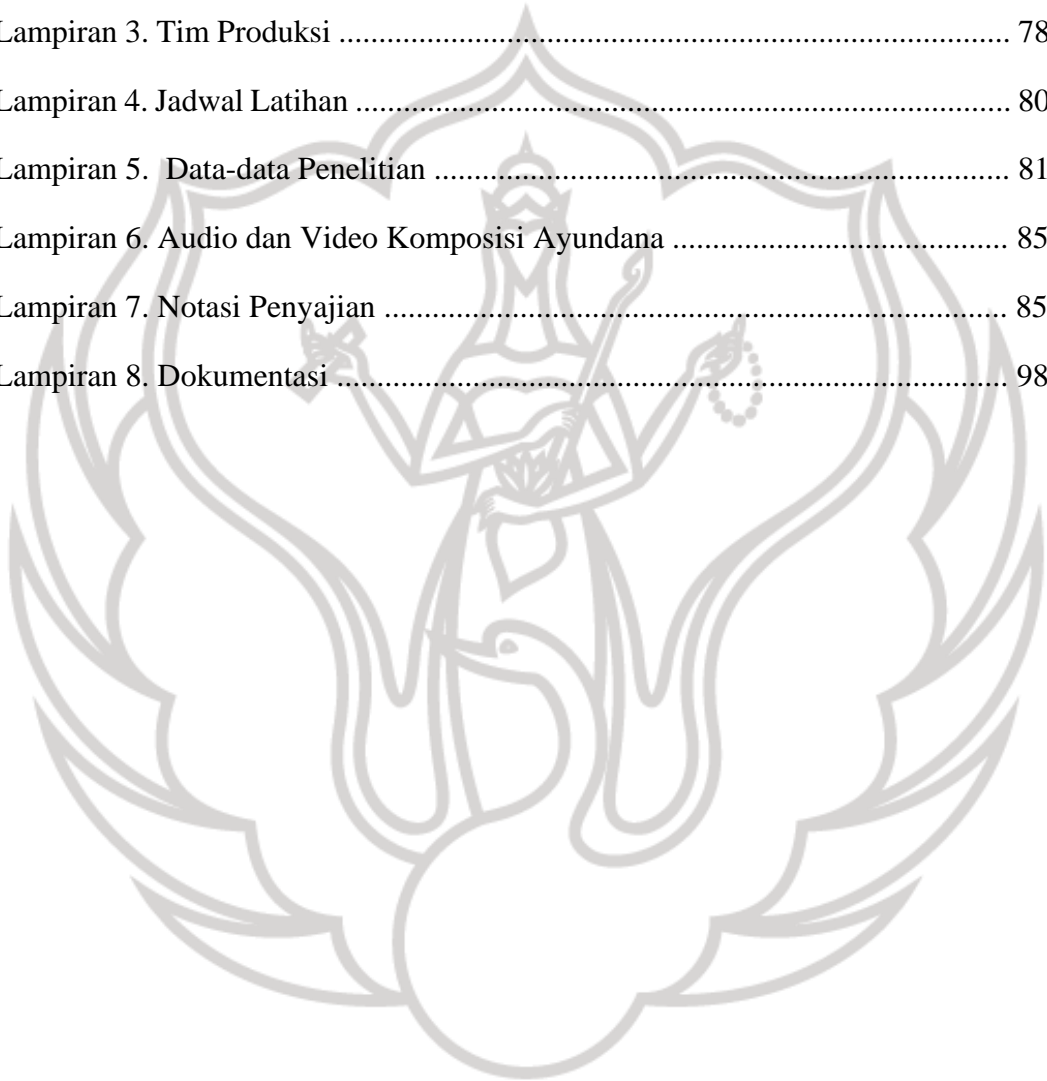 Lampiran 3. Tim Produksi .................................................................................... 78
Lampiran 4. Jadwal Latihan .................................................................................. 80
Lampiran 5.  Data-data Penelitian ........................................................................ 81
Lampiran 6. Audio dan Video Komposisi Ayundana .......................................... 85
Lampiran 7. Notasi Penyajian .............................................................................. 85
Lampiran 8. Dokumentasi .................................................................................... 98